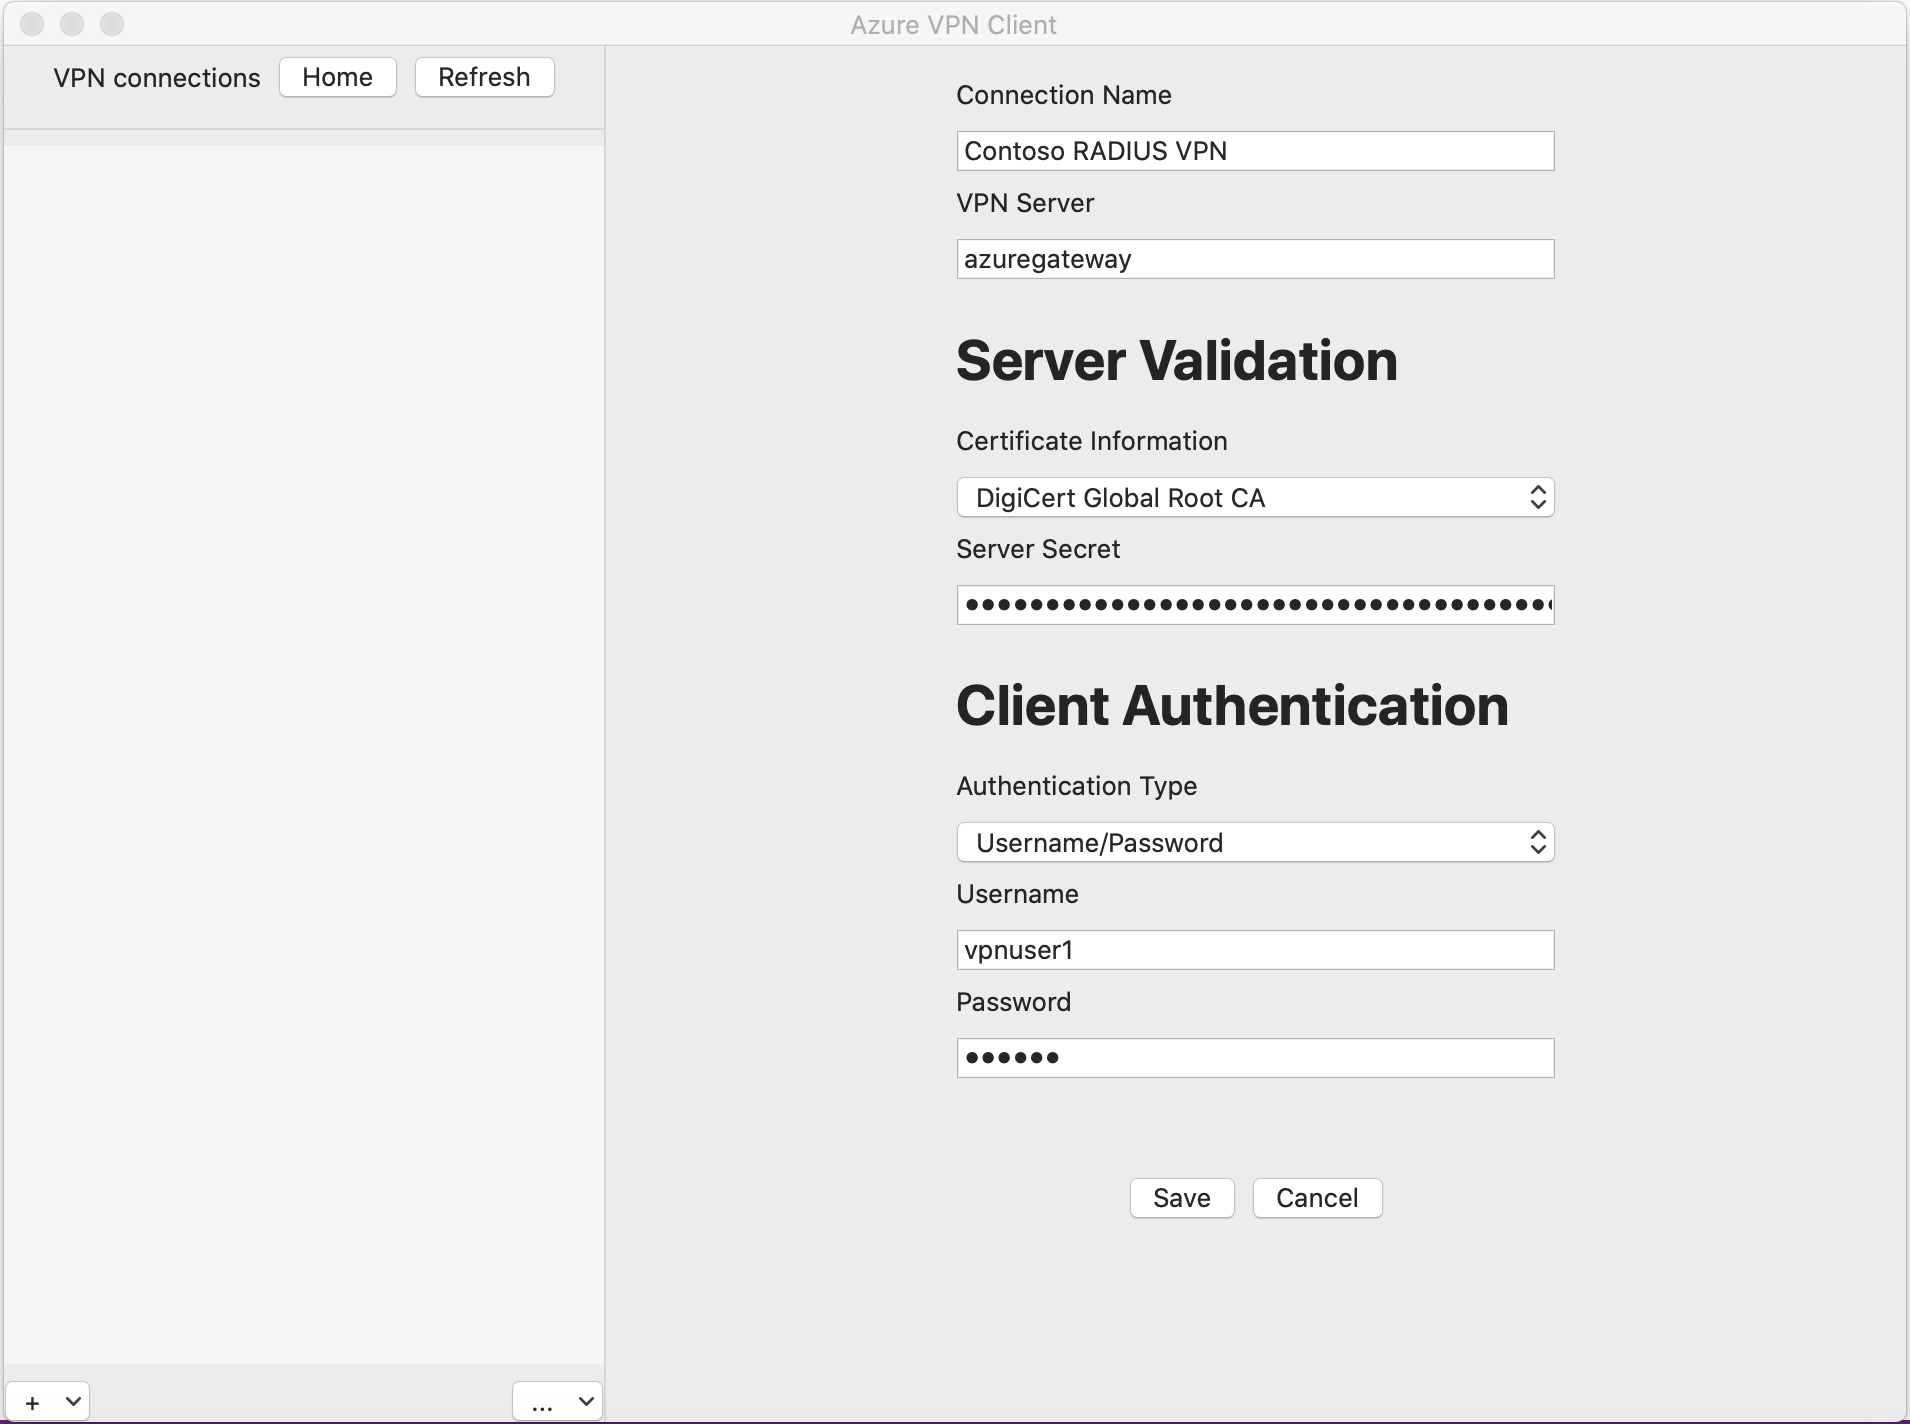 Azure VPN Client
VPN connections Home Refresh
Connection Name
Contoso RADIUS VPN
VPN Server
azuregateway
Server Validation
Certificate Information
DigiCert Global Root CA
Server Secret
Client Authentication
Authentication Type
Username/Password
Username
vpnuser1
Password
Save Cancel
+ ...